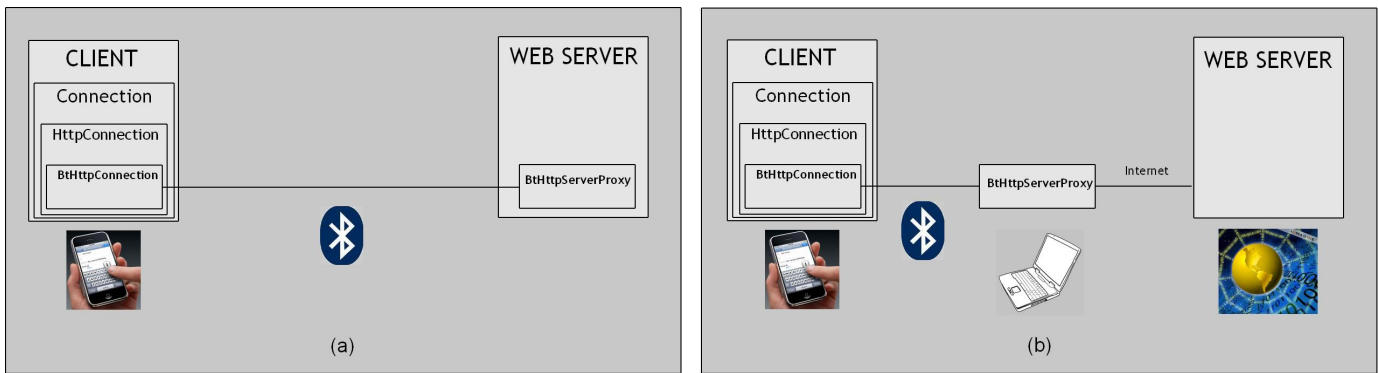 CLIENT
Connection
HttpConnection
BtHttpConnection
WEB SERVER
BtHttpServerProxy
(a)
CLIENT
Connection
HttpConnection
BtHttpConnection
BtHttpServerProxy
Internet
WEB SERVER
(b)